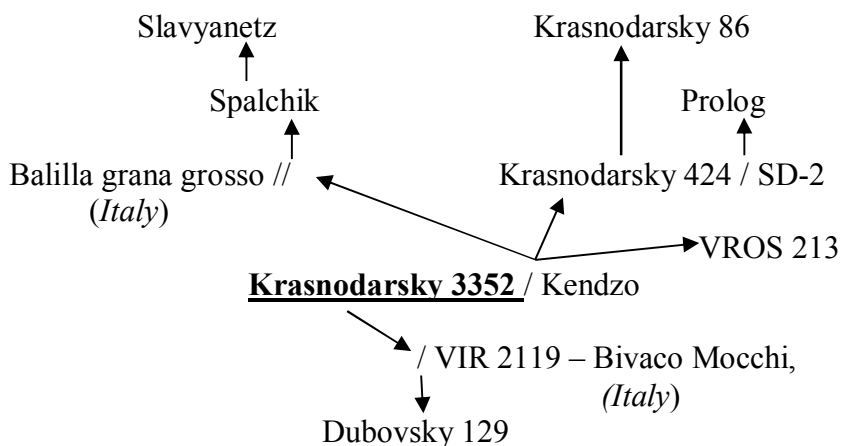 Slavyanetz Krasnodarsky 86
Spalchik Prolog
Balilla grana grosso // Krasnodarsky 424 / SD-2
(Italy)
VROS 213
Krasnodarsky 3352 / Kendzo
/ VIR 2119 – Bivaco Mocchi,
(Italy)
Dubovsky 129